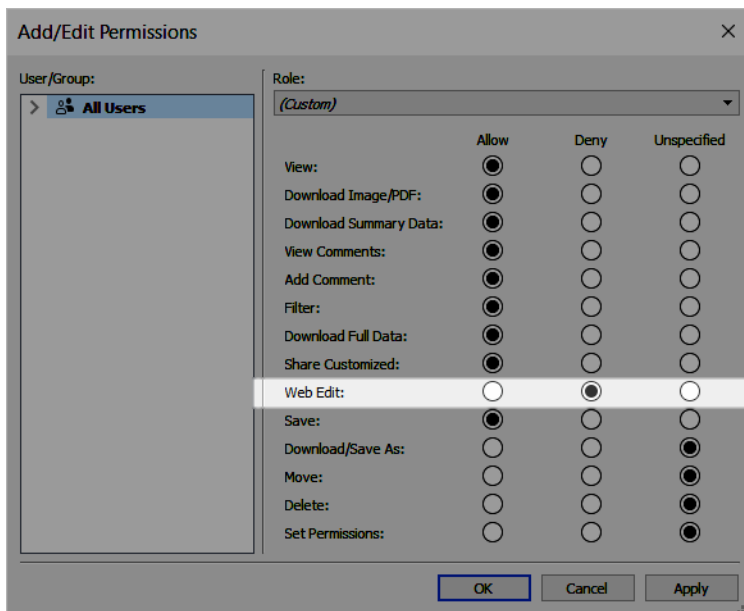 Add/Edit Permissions
User/Group:
All Users
Role:
(Custom)
Allow Deny Unspecified
View:
Download Image/PDF:
Download Summary Data:
View Comments:
Add Comment:
Filter:
Download Full Data:
Share Customized:
Web Edit:
Save:
Download/Save As:
Move:
Delete:
Set Permissions:
OK Cancel Apply